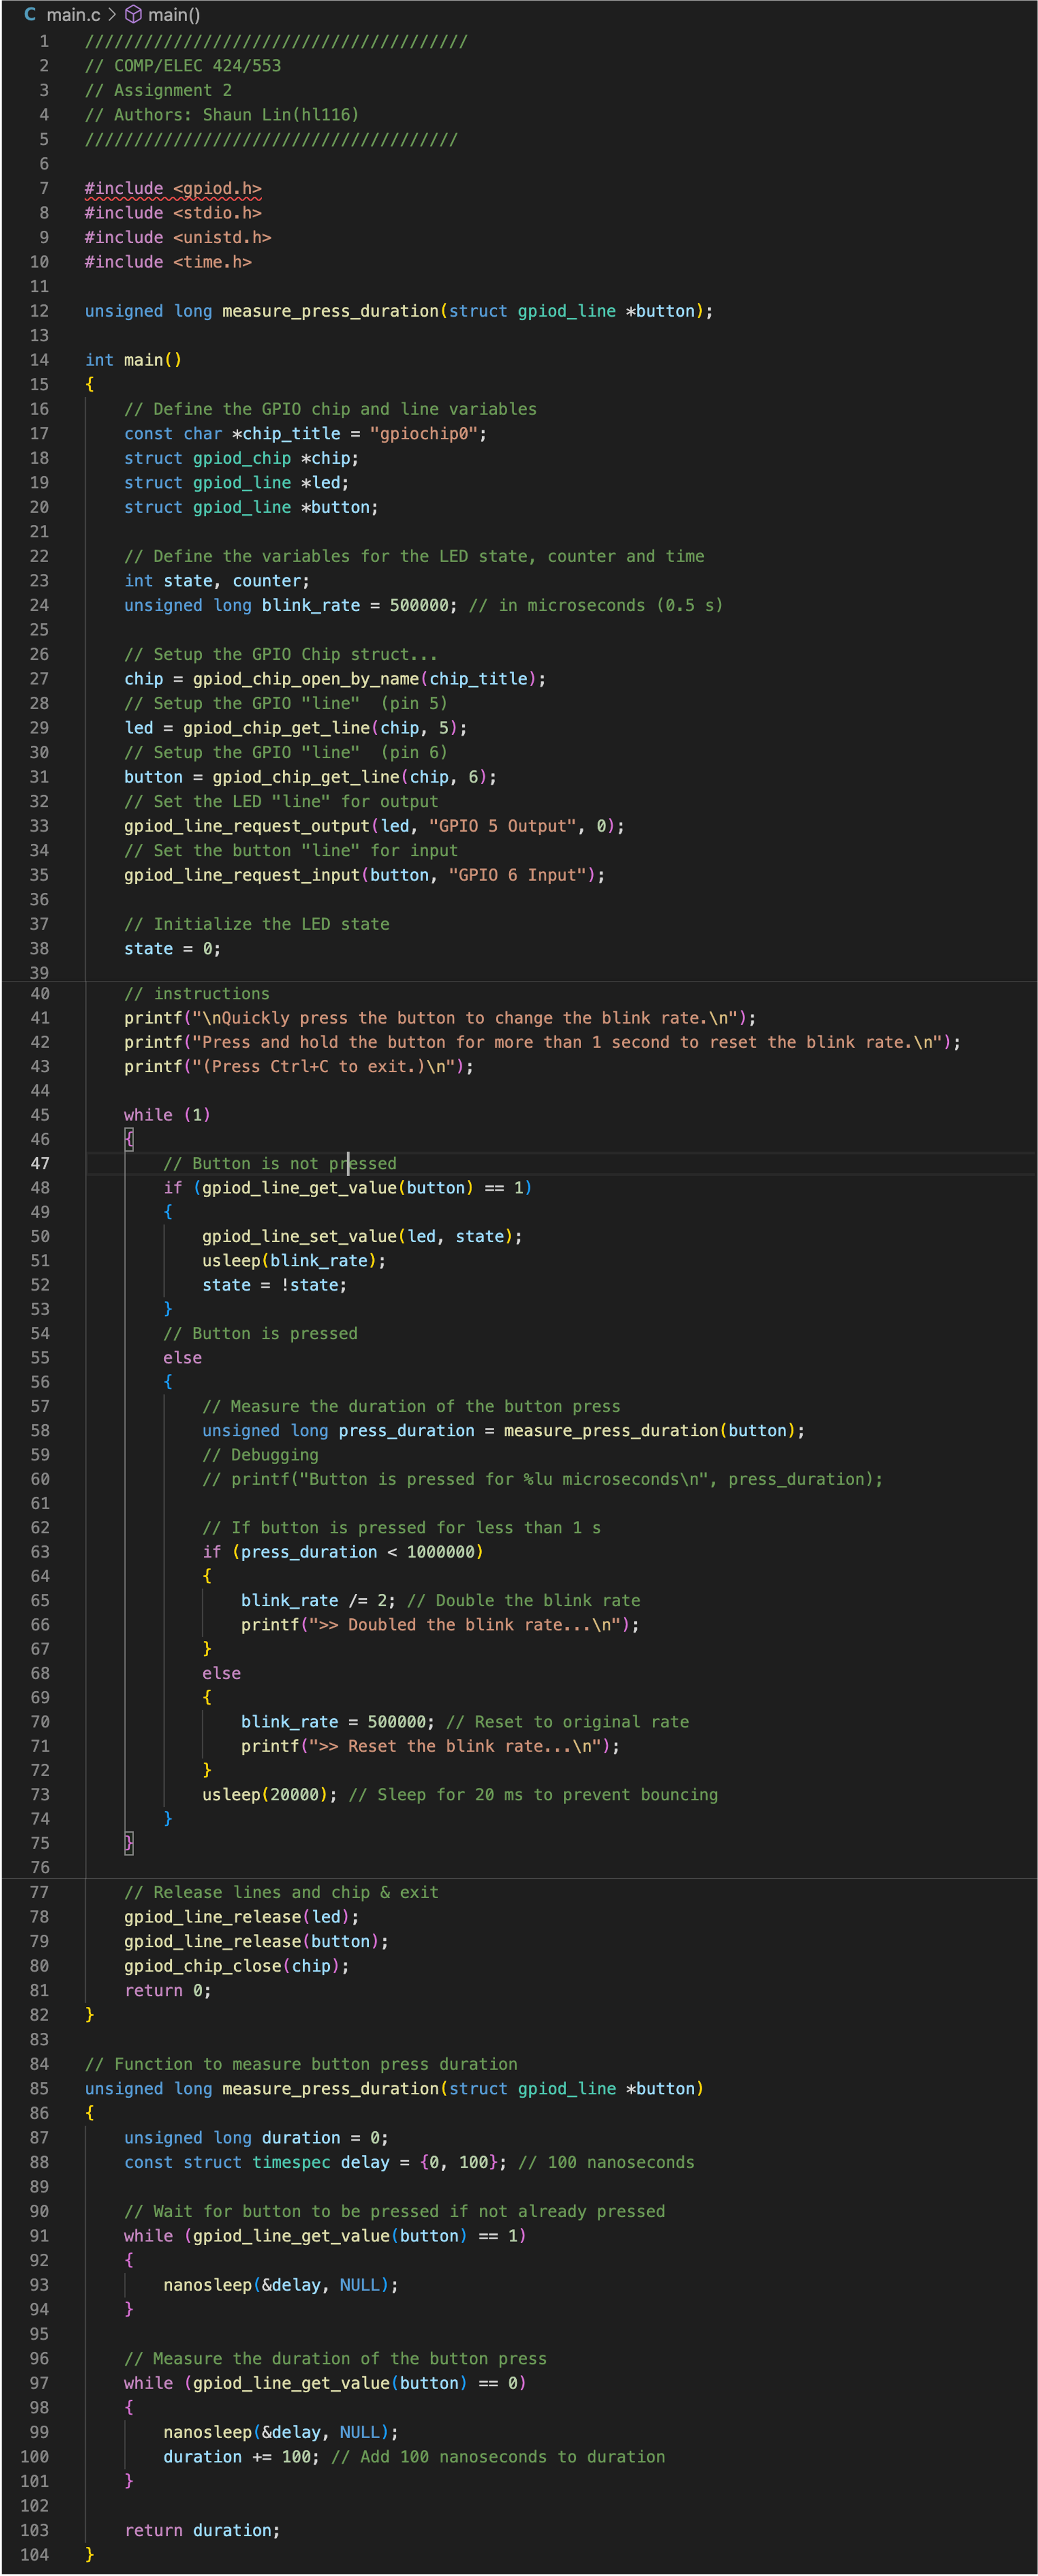 C main.c > main()
1 ///////////////////////////////////////
2 // COMP/ELEC 424/553
3 // Assignment 2
4 // Authors: Shaun Lin(hl116)
5 //////////////////////////////////////
6
7 #include <gpiod.h>
8 #include <stdio.h>
9 #include <unistd.h>
10 #include <time.h>
11
12 unsigned long measure_press_duration(struct gpiod_line *button);
13
14 int main()
15 {
16     // Define the GPIO chip and line variables
17     const char *chip_title = "gpiochip0";
18     struct gpiod_chip *chip;
19     struct gpiod_line *led;
20     struct gpiod_line *button;
21
22     // Define the variables for the LED state, counter and time
23     int state, counter;
24     unsigned long blink_rate = 500000; // in microseconds (0.5 s)
25
26     // Setup the GPIO Chip struct...
27     chip = gpiod_chip_open_by_name(chip_title);
28     // Setup the GPIO "line"  (pin 5)
29     led = gpiod_chip_get_line(chip, 5);
30     // Setup the GPIO "line"  (pin 6)
31     button = gpiod_chip_get_line(chip, 6);
32     // Set the LED "line" for output
33     gpiod_line_request_output(led, "GPIO 5 Output", 0);
34     // Set the button "line" for input
35     gpiod_line_request_input(button, "GPIO 6 Input");
36
37     // Initialize the LED state
38     state = 0;
39
40     // instructions
41     printf("\nQuickly press the button to change the blink rate.\n");
42     printf("Press and hold the button for more than 1 second to reset the blink rate.\n");
43     printf("(Press Ctrl+C to exit.)\n");
44
45     while (1)
46     {
47         // Button is not pressed
48         if (gpiod_line_get_value(button) == 1)
49         {
50             gpiod_line_set_value(led, state);
51             usleep(blink_rate);
52             state = !state;
53         }
54         // Button is pressed
55         else
56         {
57             // Measure the duration of the button press
58             unsigned long press_duration = measure_press_duration(button);
59             // Debugging
60             // printf("Button is pressed for %lu microseconds\n", press_duration);
61
62             // If button is pressed for less than 1 s
63             if (press_duration < 1000000)
64             {
65                 blink_rate /= 2; // Double the blink rate
66                 printf(">> Doubled the blink rate...\n");
67             }
68             else
69             {
70                 blink_rate = 500000; // Reset to original rate
71                 printf(">> Reset the blink rate...\n");
72             }
73             usleep(20000); // Sleep for 20 ms to prevent bouncing
74         }
75     }
76
77     // Release lines and chip & exit
78     gpiod_line_release(led);
79     gpiod_line_release(button);
80     gpiod_chip_close(chip);
81     return 0;
82 }
83
84 // Function to measure button press duration
85 unsigned long measure_press_duration(struct gpiod_line *button)
86 {
87     unsigned long duration = 0;
88     const struct timespec delay = {0, 100}; // 100 nanoseconds
89
90     // Wait for button to be pressed if not already pressed
91     while (gpiod_line_get_value(button) == 1)
92     {
93         nanosleep(&delay, NULL);
94     }
95
96     // Measure the duration of the button press
97     while (gpiod_line_get_value(button) == 0)
98     {
99         nanosleep(&delay, NULL);
100         duration += 100; // Add 100 nanoseconds to duration
101     }
102
103     return duration;
104 }